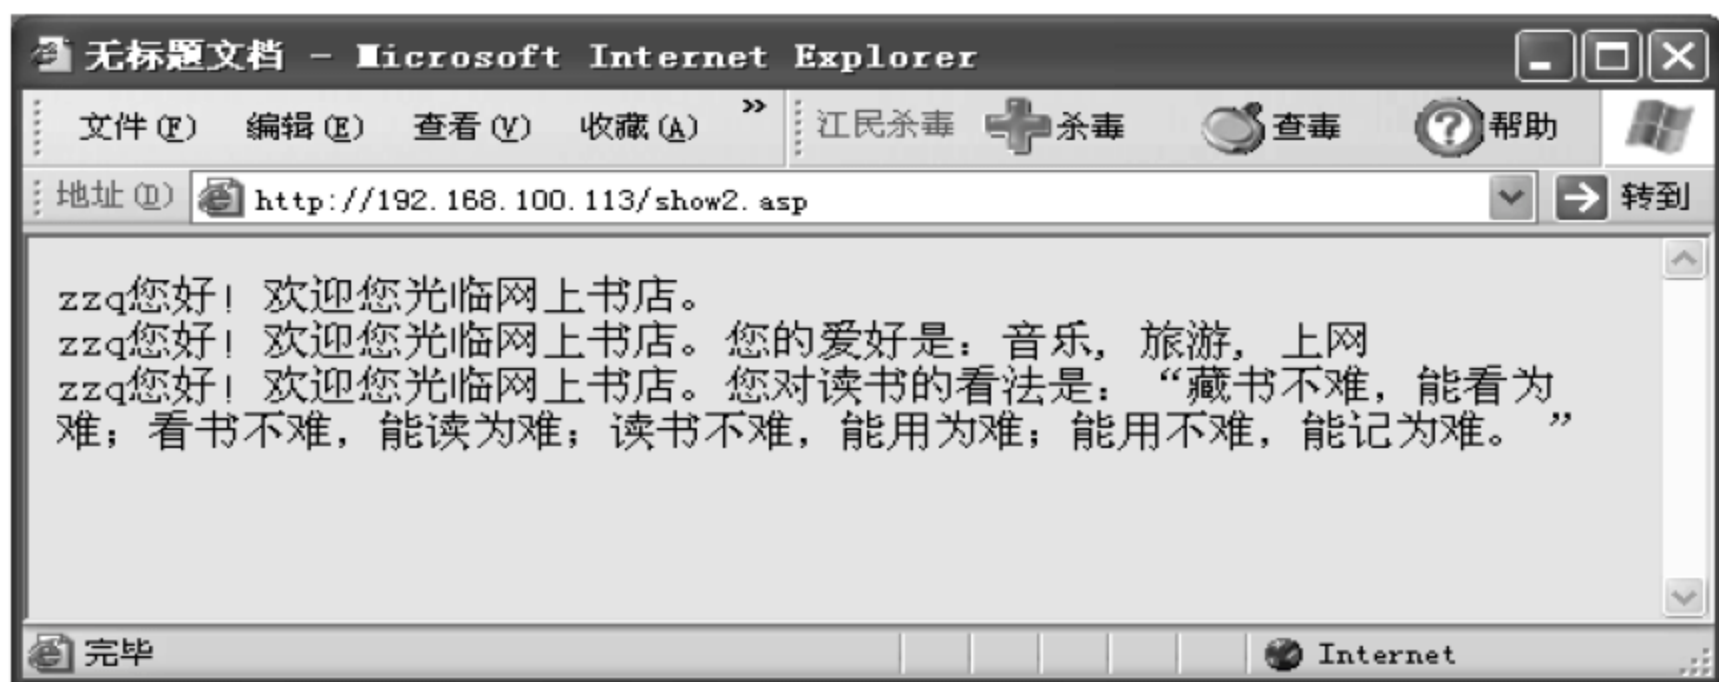 无标题文档 - Microsoft Internet Explorer
文件(F) 编辑(E) 查看(V) 收藏(A) » 江民杀毒 杀毒 查毒 帮助
地址(D) http://192.168.100.113/show2.asp 转到
zzq您好！欢迎您光临网上书店。
zzq您好！欢迎您光临网上书店。您的爱好是：音乐, 旅游, 上网
zzq您好！欢迎您光临网上书店。您对读书的看法是：“藏书不难，能看为
难；看书不难，能读为难；读书不难，能用为难；能用不难，能记为难。”
完毕 Internet